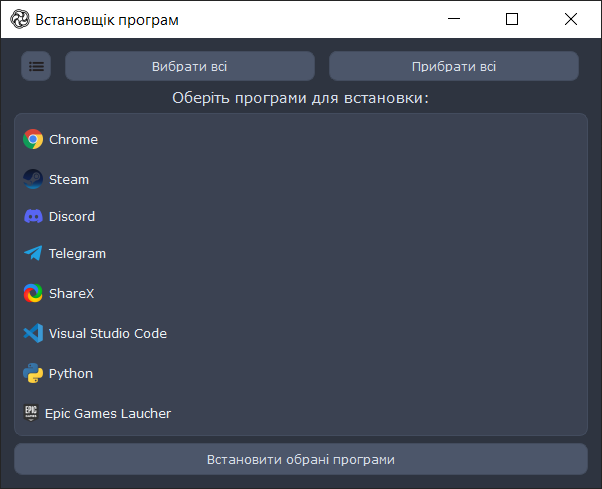 Встановщік програм
Вибрати всі
Прибрати всі
Оберіть програми для встановки:
Chrome
Steam
Discord
Telegram
ShareX
Visual Studio Code
Python
EPIC GAMES
Epic Games Laucher
Встановити обрані програми